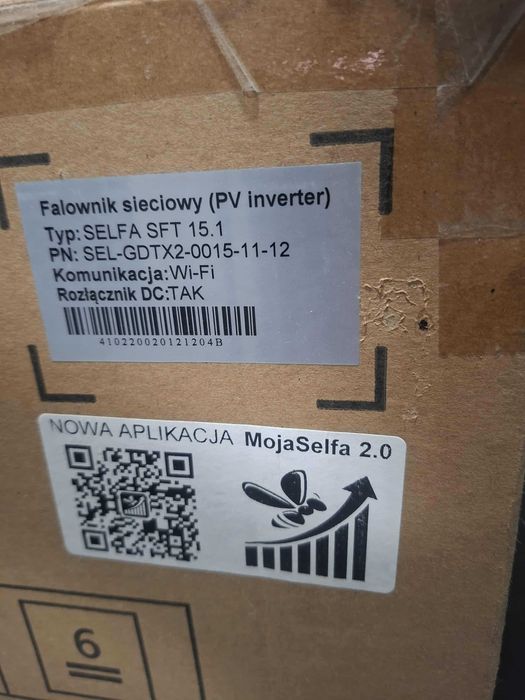 Falownik sieciowy (PV inverter)
Typ:SELFA SFT 15.1
PN: SEL-GDTX2-0015-11-12
Komunikacja:Wi-Fi
Rozłącznik DC:TAK
410220020121204B
NOWA APLIKACJA MojaSelfa 2.0
6